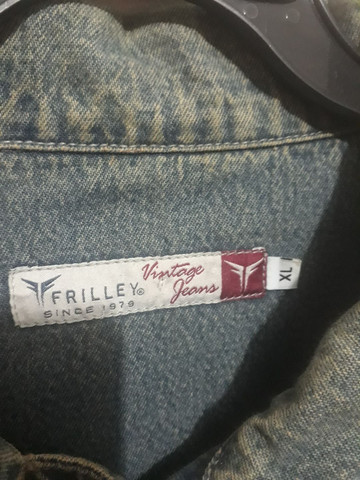 FRILLEY®
SINCE 1979
Vintage
Jeans
XL